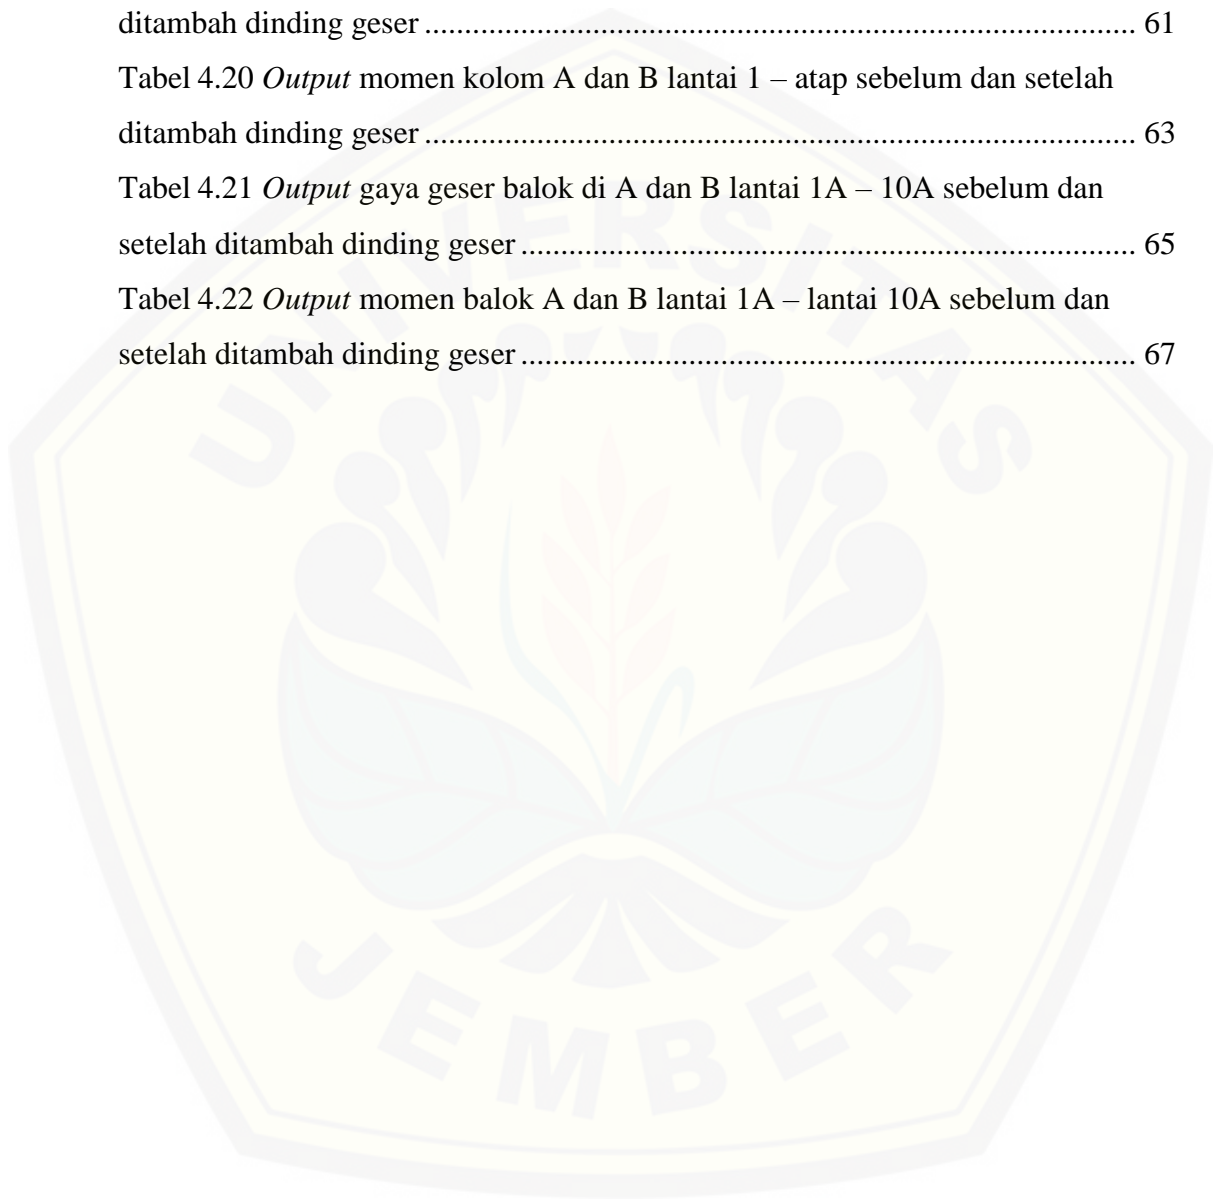 ditambah dinding geser .......................................................................................... 61
Tabel 4.20 Output momen kolom A dan B lantai 1 – atap sebelum dan setelah
ditambah dinding geser .......................................................................................... 63
Tabel 4.21 Output gaya geser balok di A dan B lantai 1A – 10A sebelum dan
setelah ditambah dinding geser .............................................................................. 65
Tabel 4.22 Output momen balok A dan B lantai 1A – lantai 10A sebelum dan
setelah ditambah dinding geser .............................................................................. 67
UNIVERSITAS
JEMBER